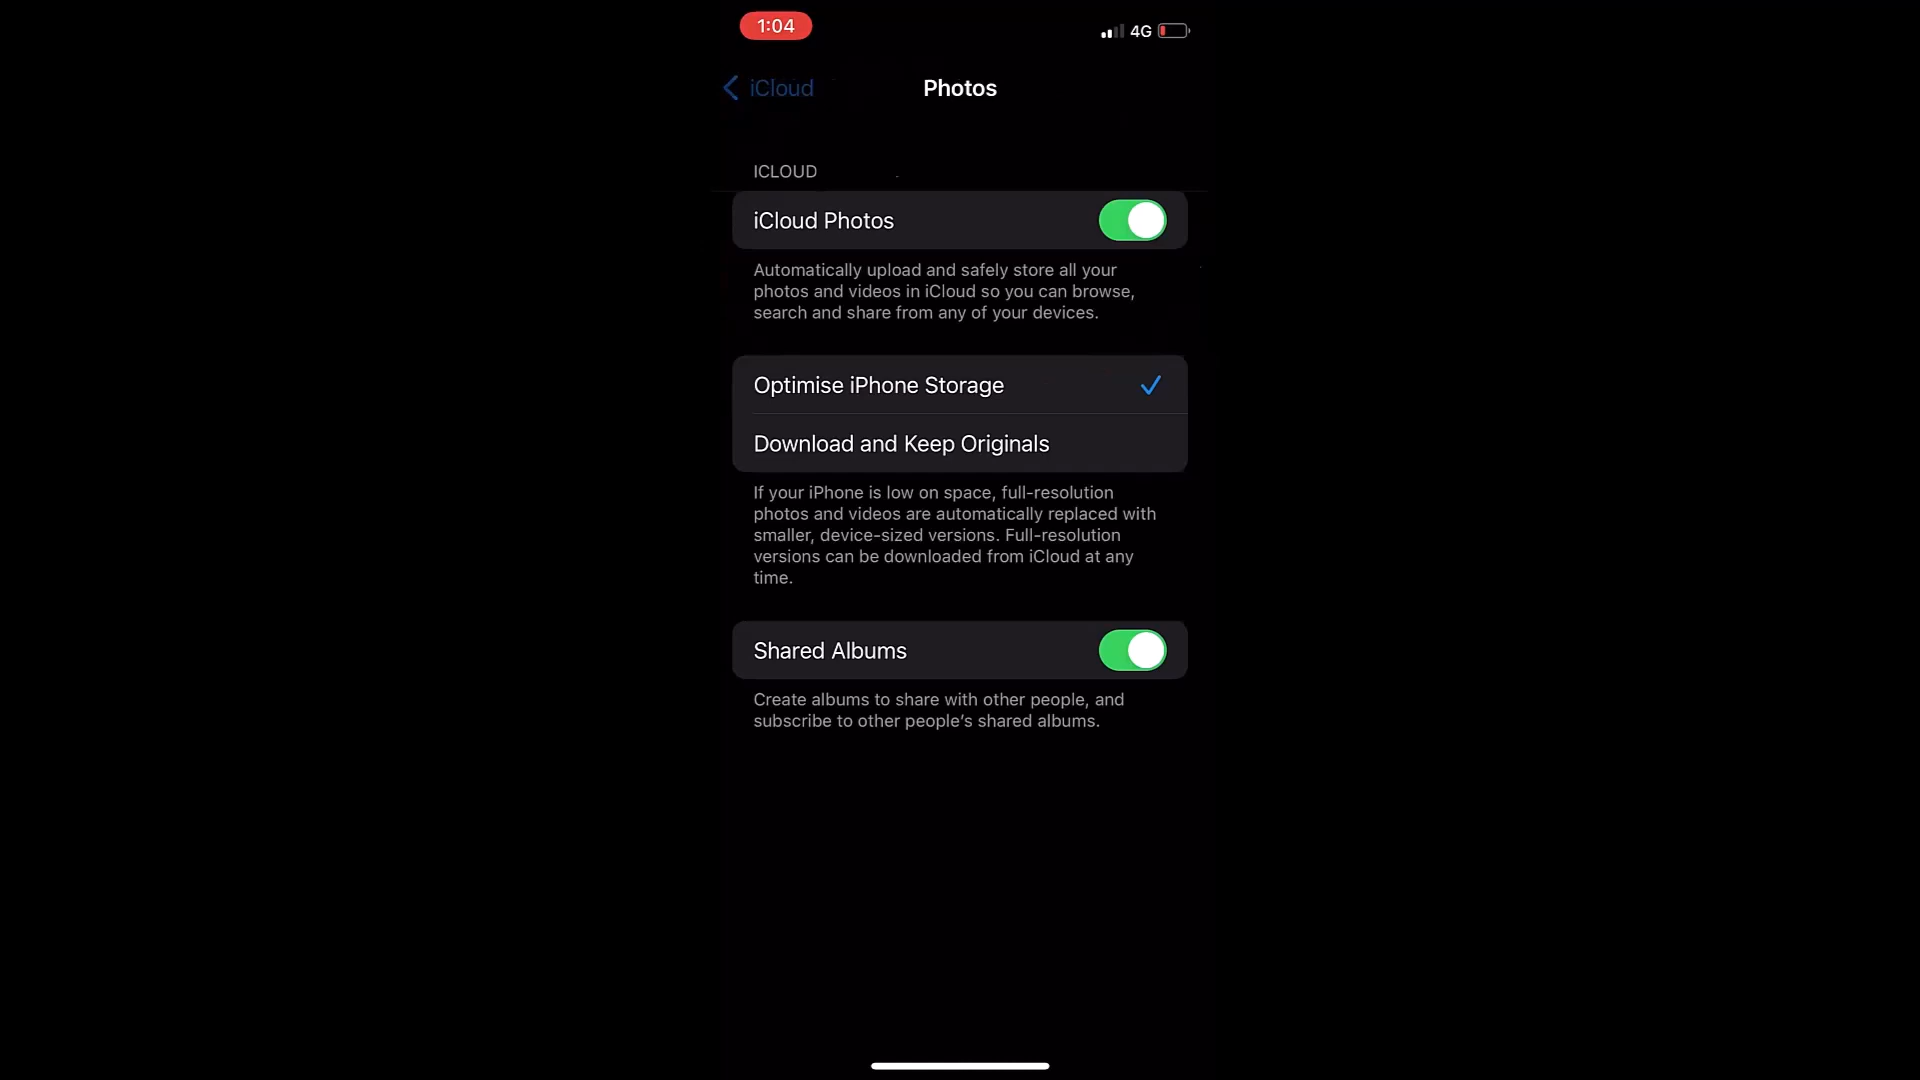 1:04
4G
iCloud
Photos
ICLOUD
iCloud Photos
Automatically upload and safely store all your
photos and videos in iCloud so you can browse,
search and share from any of your devices.
Optimise iPhone Storage
Download and Keep Originals
If your iPhone is low on space, full-resolution
photos and videos are automatically replaced with
smaller, device-sized versions. Full-resolution
versions can be downloaded from iCloud at any
time.
Shared Albums
Create albums to share with other people, and
subscribe to other people’s shared albums.